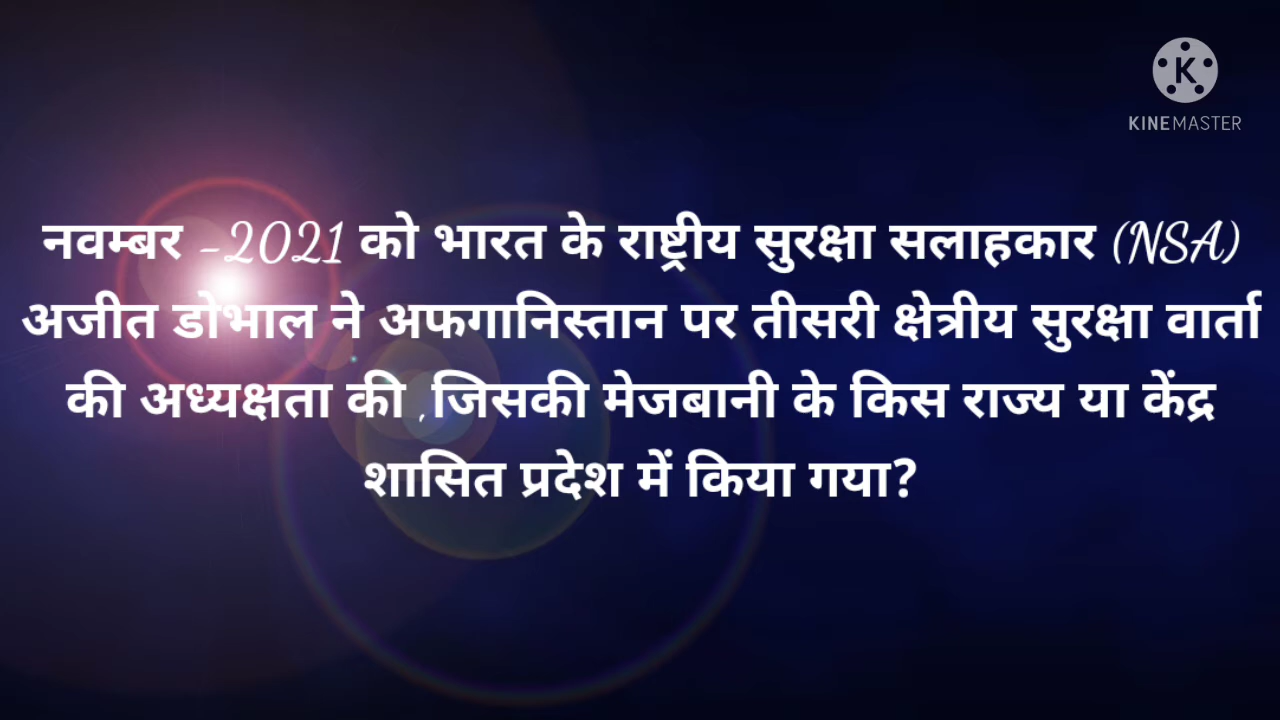 K
KINEMASTER
नवम्बर -2021 को भारत के राष्ट्रीय सुरक्षा सलाहकार (NSA)
अजीत डोभाल ने अफगानिस्तान पर तीसरी क्षेत्रीय सुरक्षा वार्ता
की अध्यक्षता की ,जिसकी मेजबानी के किस राज्य या केंद्र
शासित प्रदेश में किया गया?